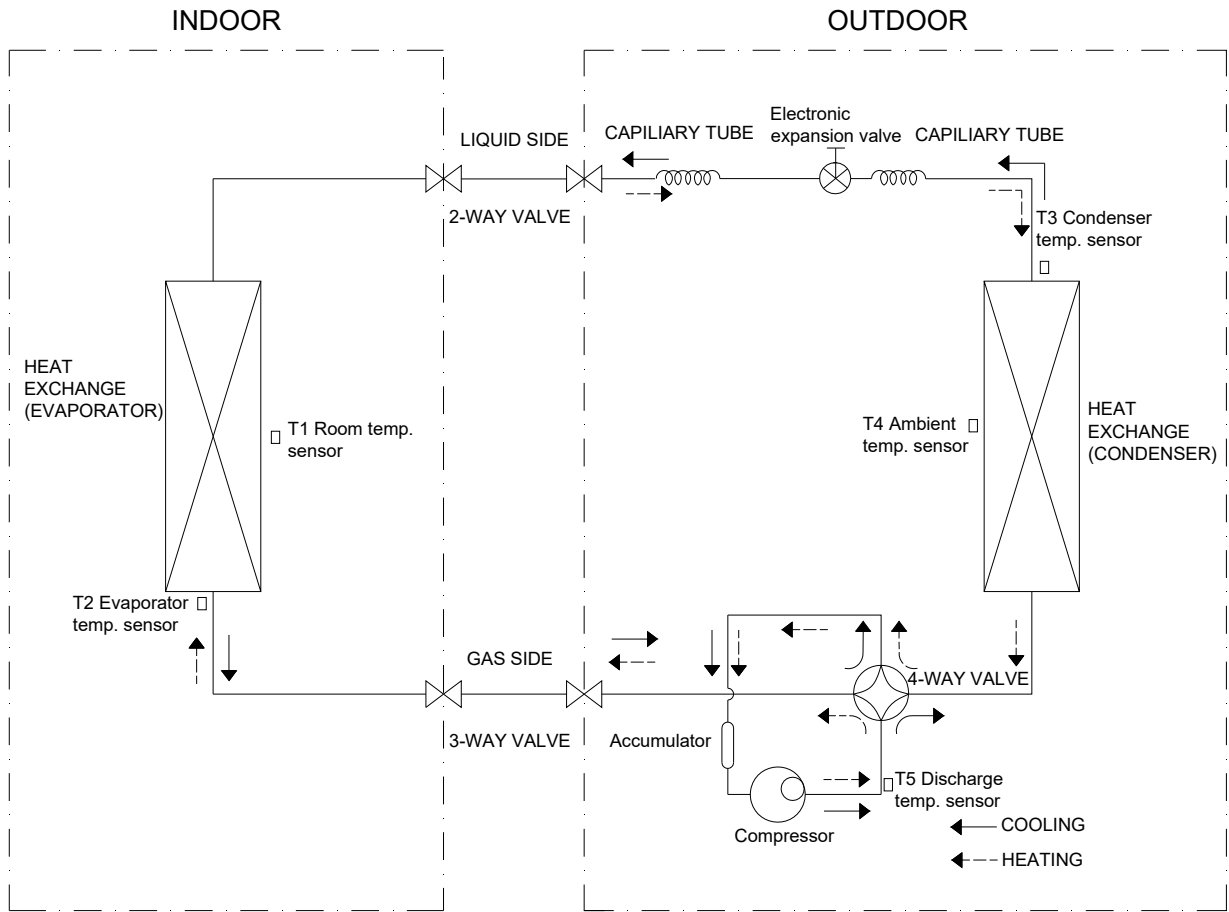 INDOOR
OUTDOOR
LIQUID SIDE
CAPILIARY TUBE
Electronic
expansion valve
CAPILIARY TUBE
2-WAY VALVE
T3 Condenser
temp. sensor
HEAT
EXCHANGE
(EVAPORATOR)
T1 Room temp.
sensor
T4 Ambient
temp. sensor
HEAT
EXCHANGE
(CONDENSER)
T2 Evaporator
temp. sensor
GAS SIDE
4-WAY VALVE
3-WAY VALVE
Accumulator
T5 Discharge
temp. sensor
Compressor
COOLING
HEATING